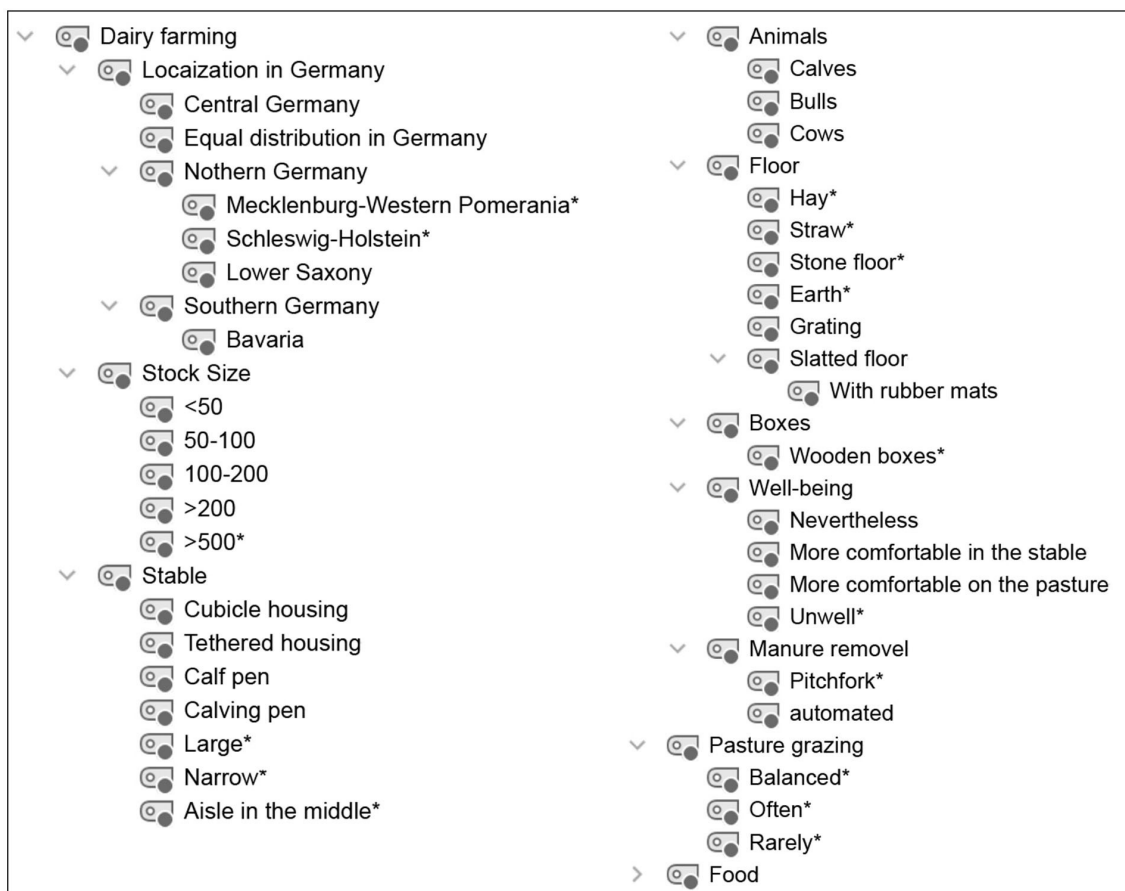 Dairy farming
Locaization in Germany
Central Germany
Equal distribution in Germany
Nothern Germany
Mecklenburg-Western Pomerania*
Schleswig-Holstein*
Lower Saxony
Southern Germany
Bavaria
Stock Size
<50
50-100
100-200
>200
>500*
Stable
Cubicle housing
Tethered housing
Calf pen
Calving pen
Large*
Narrow*
Aisle in the middle*
Animals
Calves
Bulls
Cows
Floor
Hay*
Straw*
Stone floor*
Earth*
Grating
Slatted floor
With rubber mats
Boxes
Wooden boxes*
Well-being
Nevertheless
More comfortable in the stable
More comfortable on the pasture
Unwell*
Manure removel
Pitchfork*
automated
Pasture grazing
Balanced*
Often*
Rarely*
Food